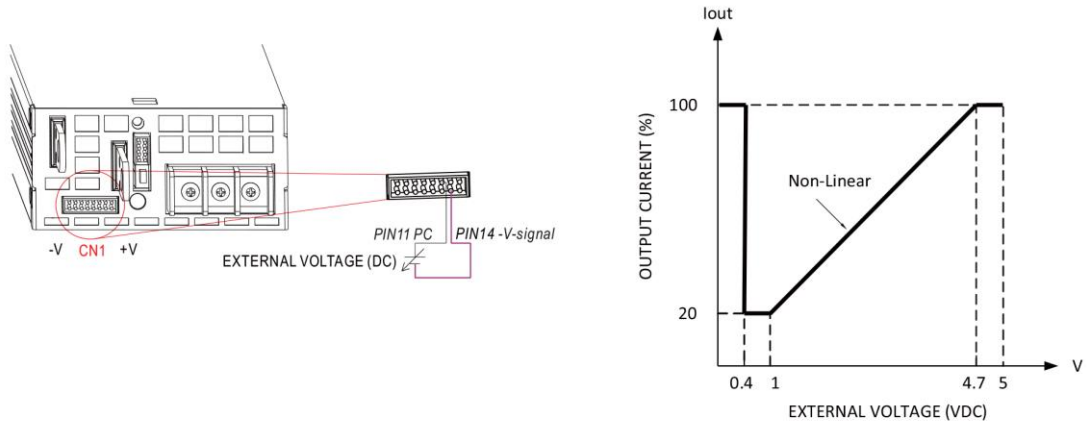 -V
CN1
+V
PIN11 PC
PIN14 -V-signal
EXTERNAL VOLTAGE (DC)
Iout
OUTPUT CURRENT (%)
100
Non-Linear
20
V
0.4
1
4.7
5
EXTERNAL VOLTAGE (VDC)